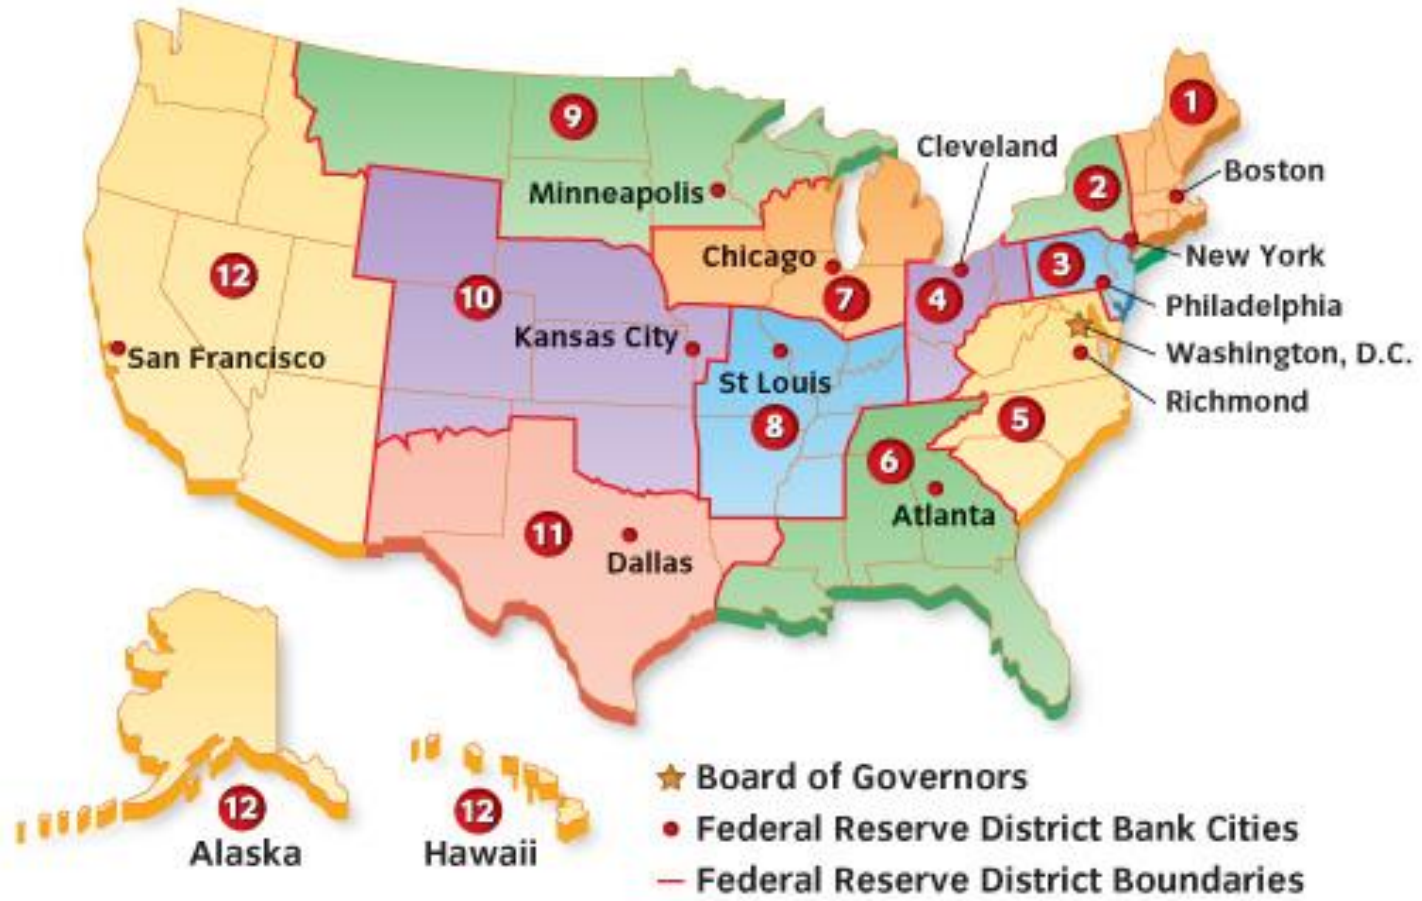 1
9
Cleveland
Boston
2
Minneapolis
New York
Chicago
3
12
7
4
10
Philadelphia
Kansas City
San Francisco
Washington, D.C.
St Louis
Richmond
8
5
6
Atlanta
11
Dallas
12
Alaska
12
Hawaii
Board of Governors
Federal Reserve District Bank Cities
Federal Reserve District Boundaries